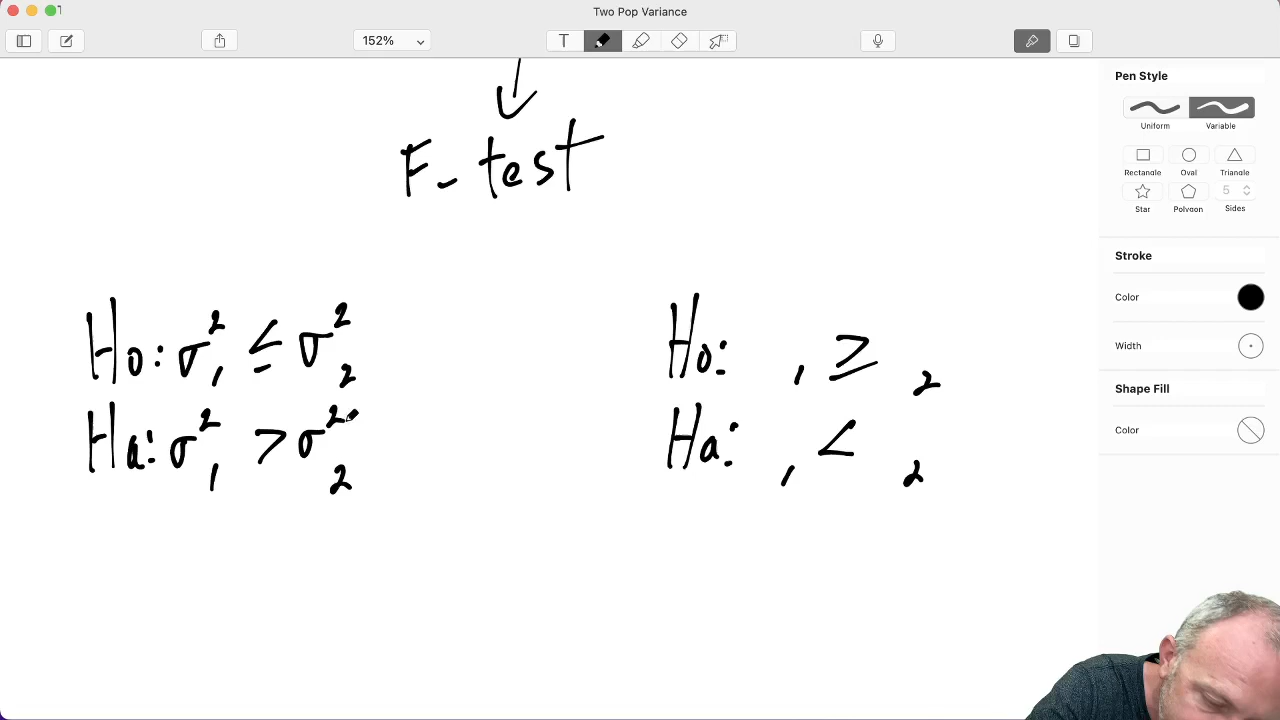 Two Pop Variance
152%
T
Pen Style
Uniform Variable
Rectangle Oval Triangle
5
Star Polygon Sides
Stroke
Color
Width
Shape Fill
Color
F-test
Ho: σ²₁ ≤ σ²₂
Ha: σ²₁ > σ²₂
Ho: ₁ ≥ ₂
Ha: ₁ < ₂